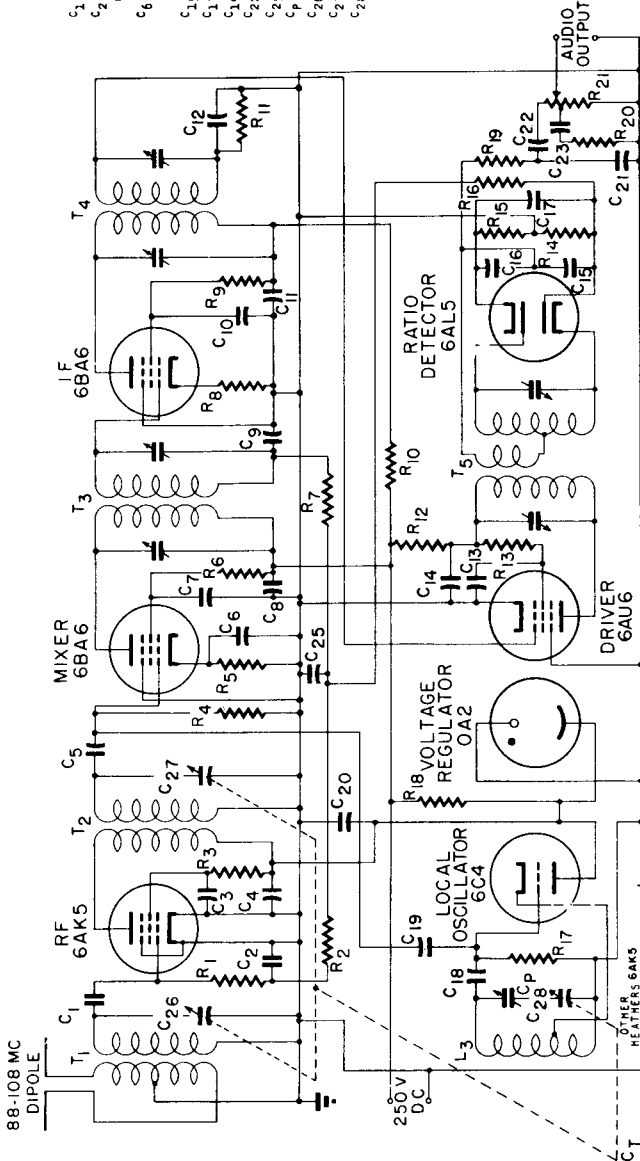 88-108 MC
DIPOLE
T1
C26
C1
R1
C2
RF
6AK5
C3
R3
C4
R2
T2
C27
C5
R4
MIXER
6BA6
R5
C6
C7
R6
C8
C25
C20
T3
R7
C9
IF
6BA6
R8
C10
R9
C11
T4
C12
R11
C1
C2
C6
250 V
DC
L3
C18
CP
C28
R17
C19
LOCAL
OSCILLATOR
6C4
R18
VOLTAGE
REGULATOR
OA2
R10
R12
C14
C13
R13
DRIVER
6AU6
T5
RATIO
DETECTOR
6AL5
C16
C15
R15
R14
C17
R16
R19
C22
C23
R21
R20
C21
AUDIO
OUTPUT
OTHER
HEATHERS 6AK5
CT